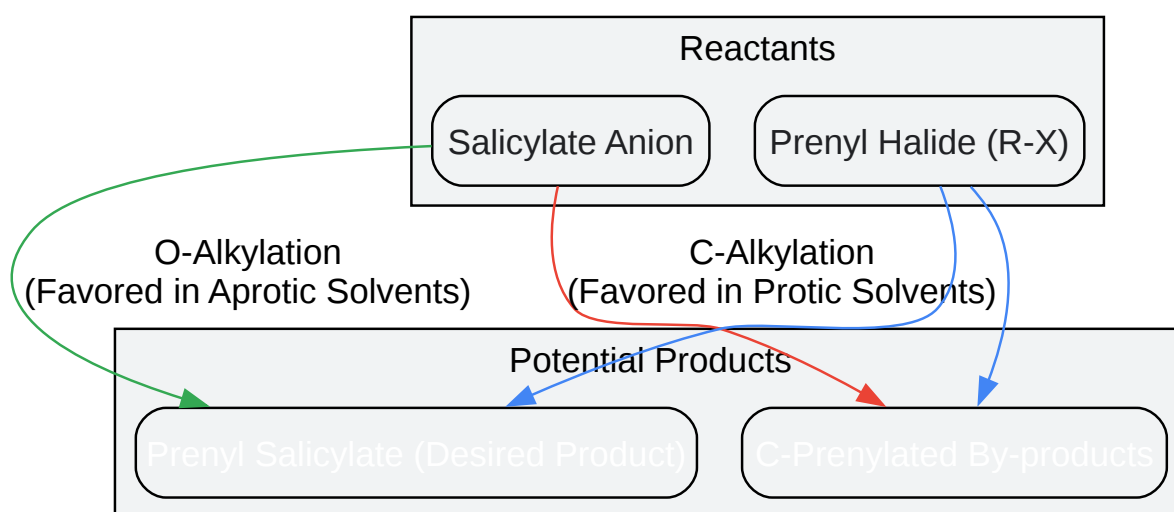 Reactants
Salicylate Anion
Prenyl Halide (R-X)
O-Alkylation
(Favored in Aprotic Solvents)
C-Alkylation
(Favored in Protic Solvents)
Potential Products
Prenyl Salicylate (Desired Product)
C-Prenylated By-products